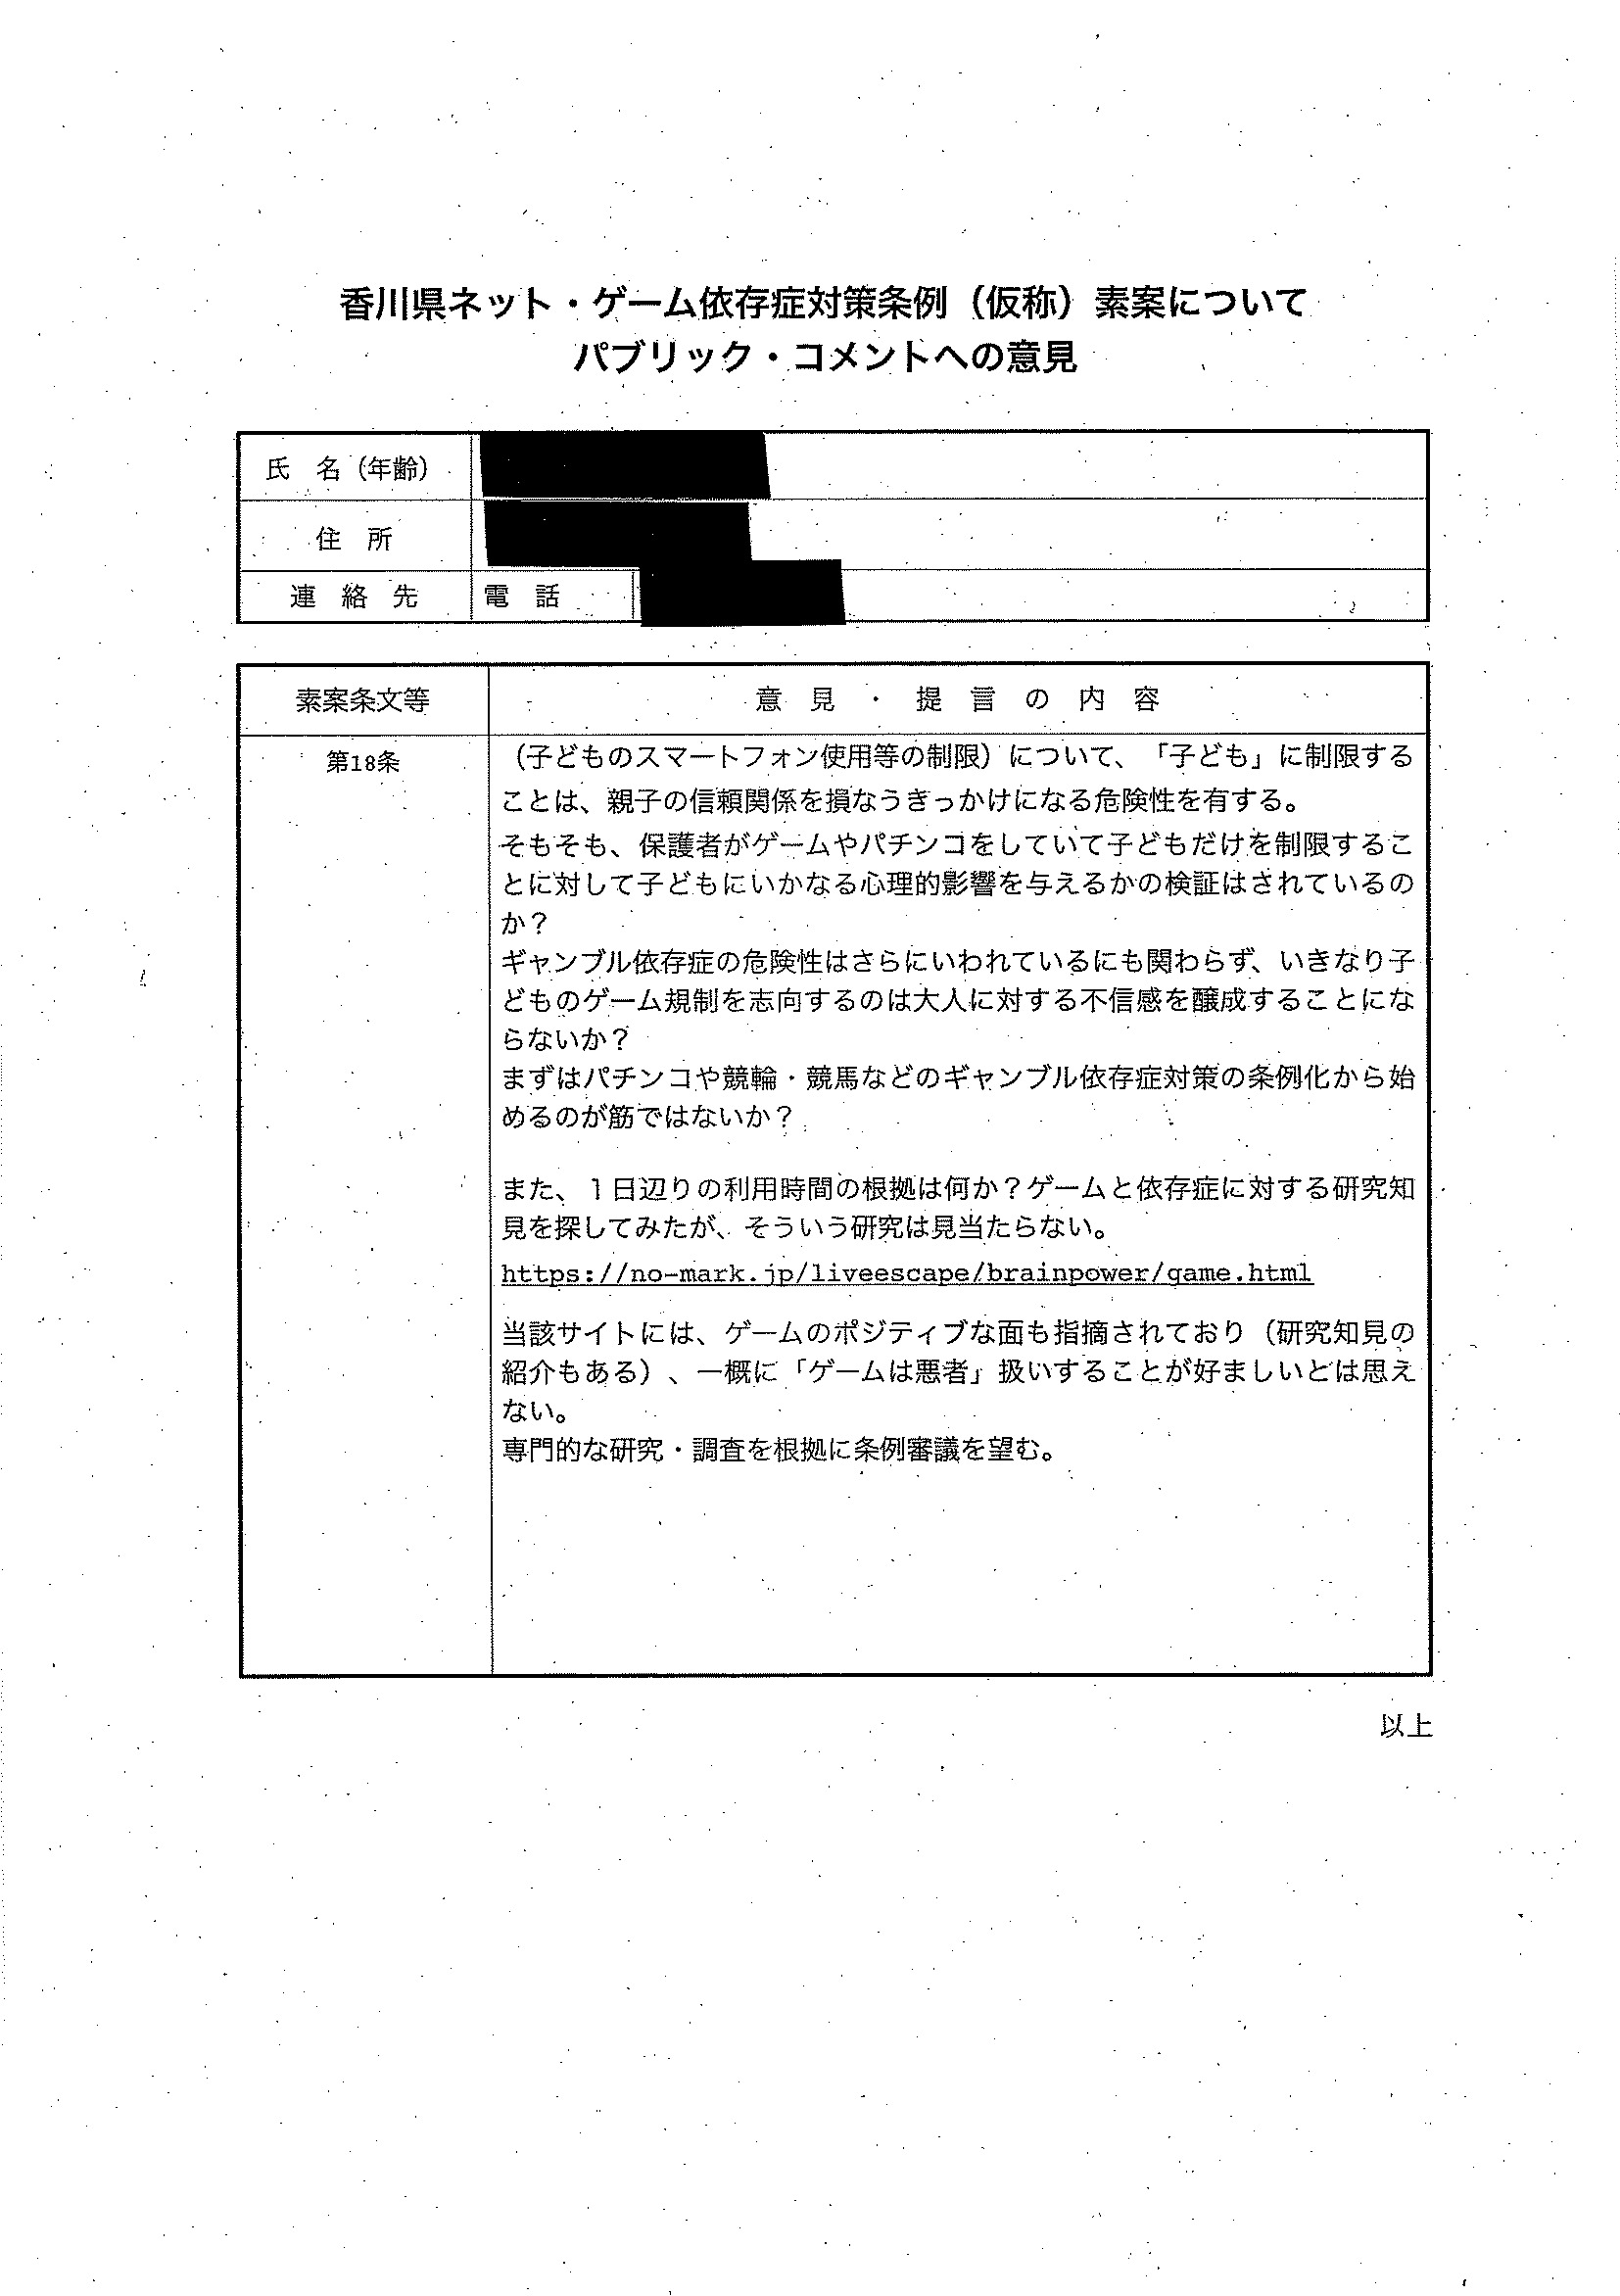 香川県ネット・ゲーム依存症対策条例（仮称）素案について
パブリック・コメントへの意見
氏　名（年齢）
住　所
連　絡　先　電　話
素案条文等　意　見　・　提　言　の　内　容
第18条
（子どものスマートフォン使用等の制限）について、「子ども」に制限する
ことは、親子の信頼関係を損なうきっかけになる危険性を有する。
そもそも、保護者がゲームやパチンコをしていて子どもだけを制限するこ
とに対して子どもにいかなる心理的影響を与えるかの検証はされているの
か？
ギャンブル依存症の危険性はさらにいわれているにも関わらず、いきなり子
どものゲーム規制を志向するのは大人に対する不信感を醸成することにな
らないか？
まずはパチンコや競輪・競馬などのギャンブル依存症対策の条例化から始
めるのが筋ではないか？
また、１日辺りの利用時間の根拠は何か？ゲームと依存症に対する研究知
見を探してみたが、そういう研究は見当たらない。
https://no-mark.jp/liveescape/brainpower/game.html
当該サイトには、ゲームのポジティブな面も指摘されており（研究知見の
紹介もある）、一概に「ゲームは悪者」扱いすることが好ましいとは思え
ない。
専門的な研究・調査を根拠に条例審議を望む。
以上